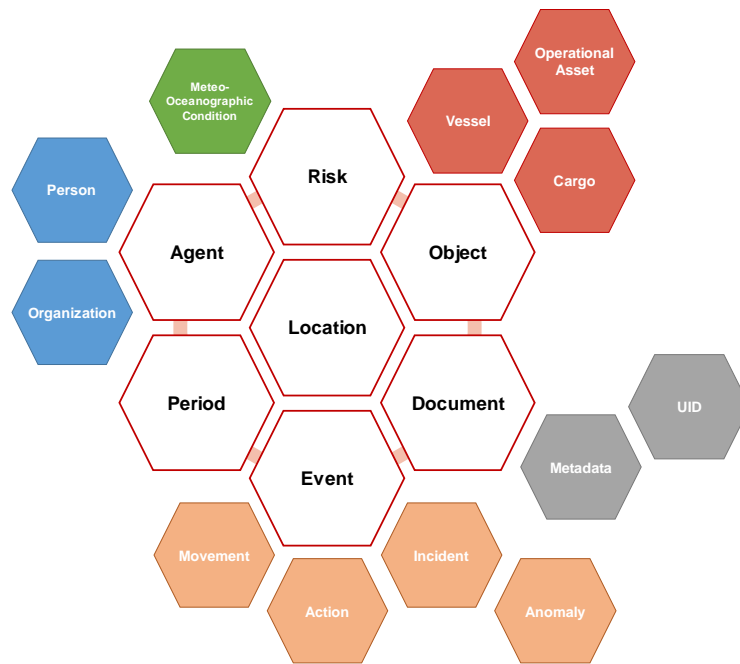 Operational
Asset
Meteo-
Oceanographic
Condition
Vessel
Risk
Cargo
Person
Agent
Object
Organization
Location
Period
Document
UID
Metadata
Event
Movement
Incident
Action
Anomaly